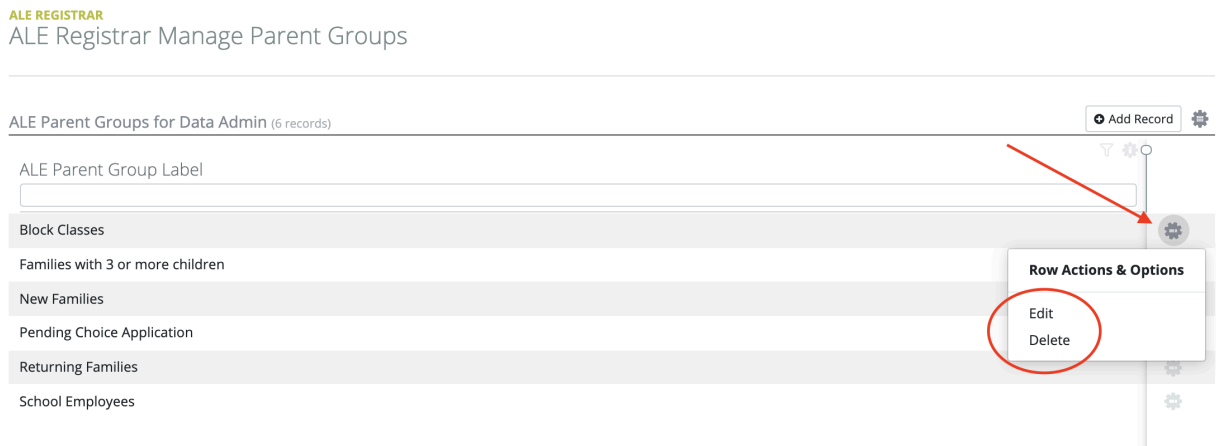 ALE REGISTRAR
ALE Registrar Manage Parent Groups
ALE Parent Groups for Data Admin (6 records)
Add Record
ALE Parent Group Label
Block Classes
Families with 3 or more children
New Families
Pending Choice Application
Returning Families
School Employees
Row Actions & Options
Edit
Delete